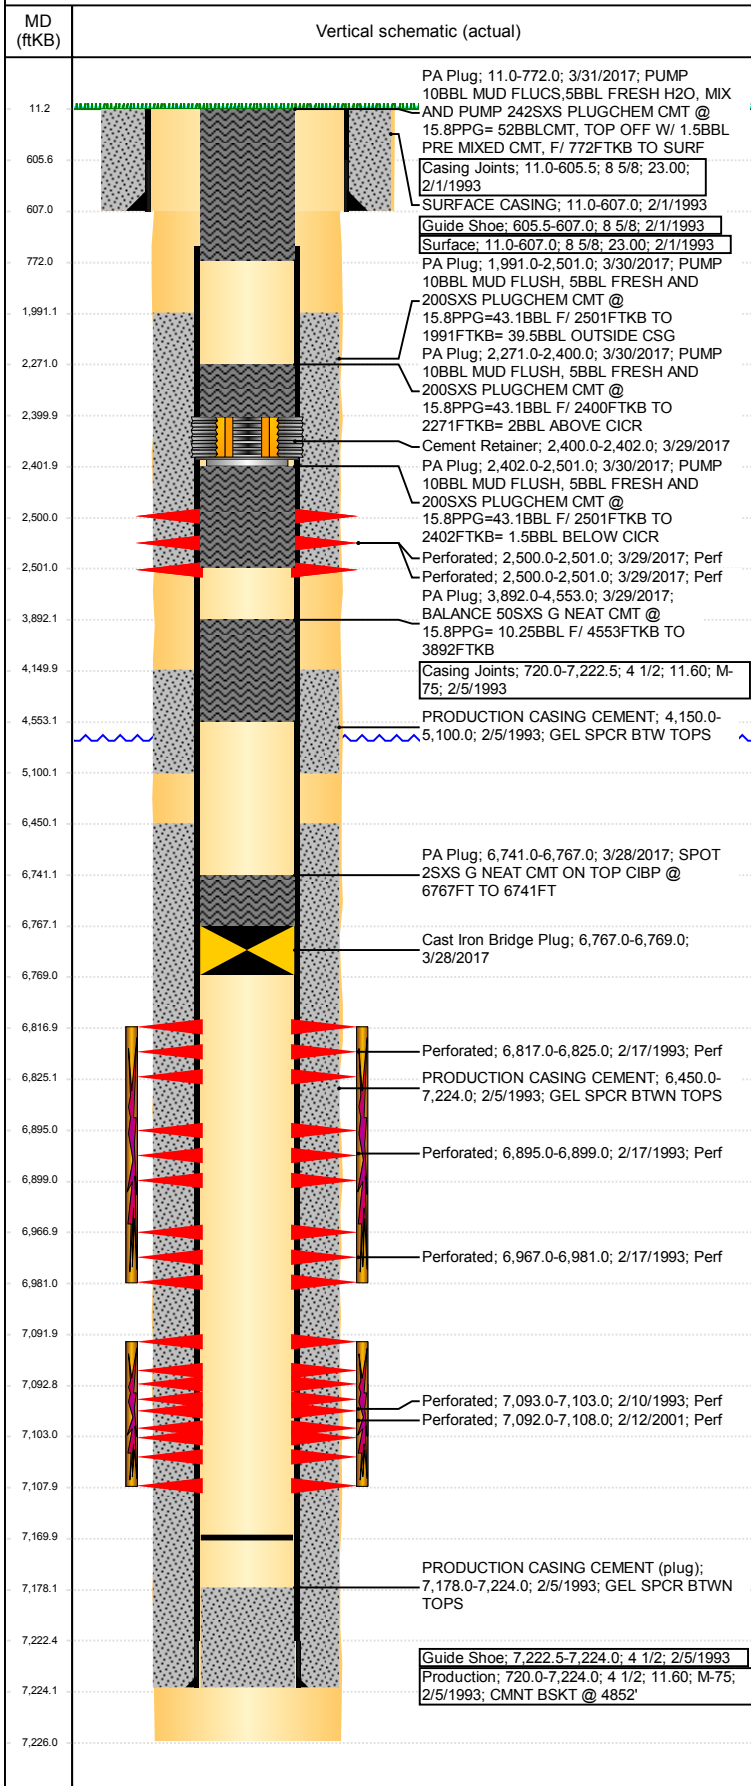 MD
(ftKB)
Vertical schematic (actual)
11.2
605.6
607.0
772.0
1,991.1
2,271.0
2,399.9
2,401.9
2,500.0
2,501.0
3,892.1
4,149.9
4,553.1
5,100.1
6,450.1
6,741.1
6,767.1
6,769.0
6,816.9
6,825.1
6,895.0
6,899.0
6,966.9
6,981.0
7,091.9
7,092.8
7,103.0
7,107.9
7,169.9
7,178.1
7,222.4
7,224.1
7,226.0
PA Plug; 11.0-772.0; 3/31/2017; PUMP
10BBL MUD FLUCS,5BBL FRESH H2O, MIX
AND PUMP 242SXS PLUGCHEM CMT @
15.8PPG= 52BBLCMT, TOP OFF W/ 1.5BBL
PRE MIXED CMT, F/ 772FTKB TO SURF
Casing Joints; 11.0-605.5; 8 5/8; 23.00;
2/1/1993
SURFACE CASING; 11.0-607.0; 2/1/1993
Guide Shoe; 605.5-607.0; 8 5/8; 2/1/1993
Surface; 11.0-607.0; 8 5/8; 23.00; 2/1/1993
PA Plug; 1,991.0-2,501.0; 3/30/2017; PUMP
10BBL MUD FLUSH, 5BBL FRESH AND
200SXS PLUGCHEM CMT @
15.8PPG=43.1BBL F/ 2501FTKB TO
1991FTKB= 39.5BBL OUTSIDE CSG
PA Plug; 2,271.0-2,400.0; 3/30/2017; PUMP
10BBL MUD FLUSH, 5BBL FRESH AND
200SXS PLUGCHEM CMT @
15.8PPG=43.1BBL F/ 2400FTKB TO
2271FTKB= 2BBL ABOVE CICR
Cement Retainer; 2,400.0-2,402.0; 3/29/2017
PA Plug; 2,402.0-2,501.0; 3/30/2017; PUMP
10BBL MUD FLUSH, 5BBL FRESH AND
200SXS PLUGCHEM CMT @
15.8PPG=43.1BBL F/ 2501FTKB TO
2402FTKB= 1.5BBL BELOW CICR
Perforated; 2,500.0-2,501.0; 3/29/2017; Perf
Perforated; 2,500.0-2,501.0; 3/29/2017; Perf
PA Plug; 3,892.0-4,553.0; 3/29/2017;
BALANCE 50SXS G NEAT CMT @
15.8PPG= 10.25BBL F/ 4553FTKB TO
3892FTKB
Casing Joints; 720.0-7,222.5; 4 1/2; 11.60; M-
75; 2/5/1993
PRODUCTION CASING CEMENT; 4,150.0-
5,100.0; 2/5/1993; GEL SPCR BTW TOPS
PA Plug; 6,741.0-6,767.0; 3/28/2017; SPOT
2SXS G NEAT CMT ON TOP CIBP @
6767FT TO 6741FT
Cast Iron Bridge Plug; 6,767.0-6,769.0;
3/28/2017
Perforated; 6,817.0-6,825.0; 2/17/1993; Perf
PRODUCTION CASING CEMENT; 6,450.0-
7,224.0; 2/5/1993; GEL SPCR BTWN TOPS
Perforated; 6,895.0-6,899.0; 2/17/1993; Perf
Perforated; 6,967.0-6,981.0; 2/17/1993; Perf
Perforated; 7,093.0-7,103.0; 2/10/1993; Perf
Perforated; 7,092.0-7,108.0; 2/12/2001; Perf
PRODUCTION CASING CEMENT (plug);
7,178.0-7,224.0; 2/5/1993; GEL SPCR BTWN
TOPS
Guide Shoe; 7,222.5-7,224.0; 4 1/2; 2/5/1993
Production; 720.0-7,224.0; 4 1/2; 11.60; M-75;
2/5/1993; CMNT BSKT @ 4852'